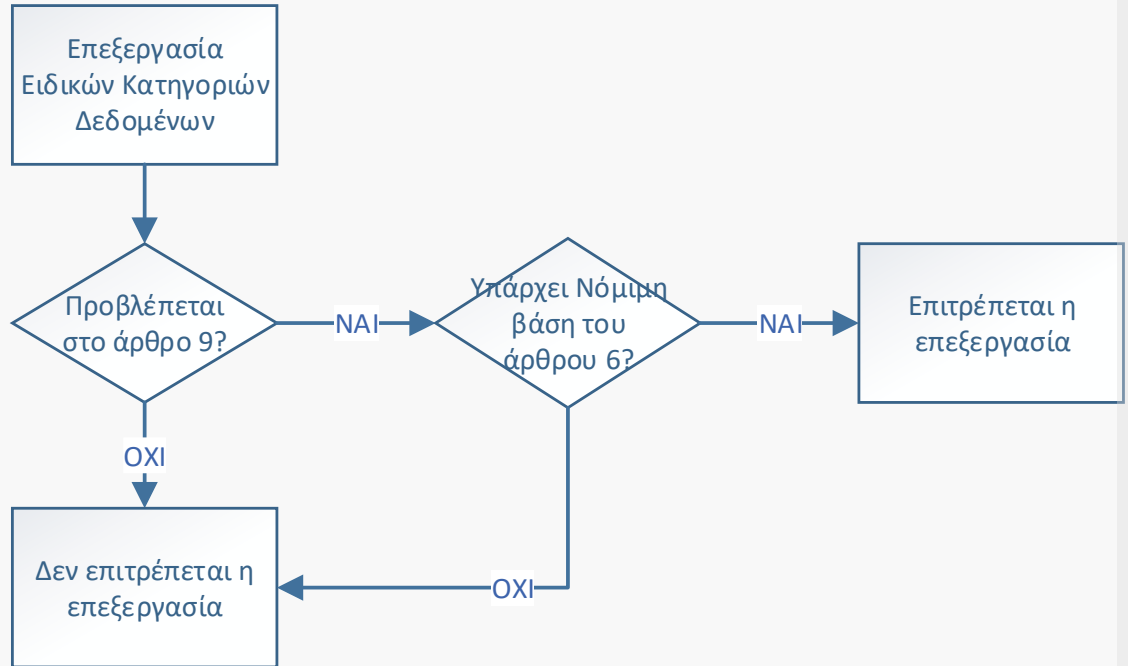 Επεξεργασία
Ειδικών Κατηγοριών
Δεδομένων
Προβλέπεται
στο άρθρο 9?
ΝΑΙ
Υπάρχει Νόμιμη
βάση του
άρθρου 6?
ΝΑΙ
Επιτρέπεται η
επεξεργασία
ΟΧΙ
Δεν επιτρέπεται η
επεξεργασία
ΟΧΙ